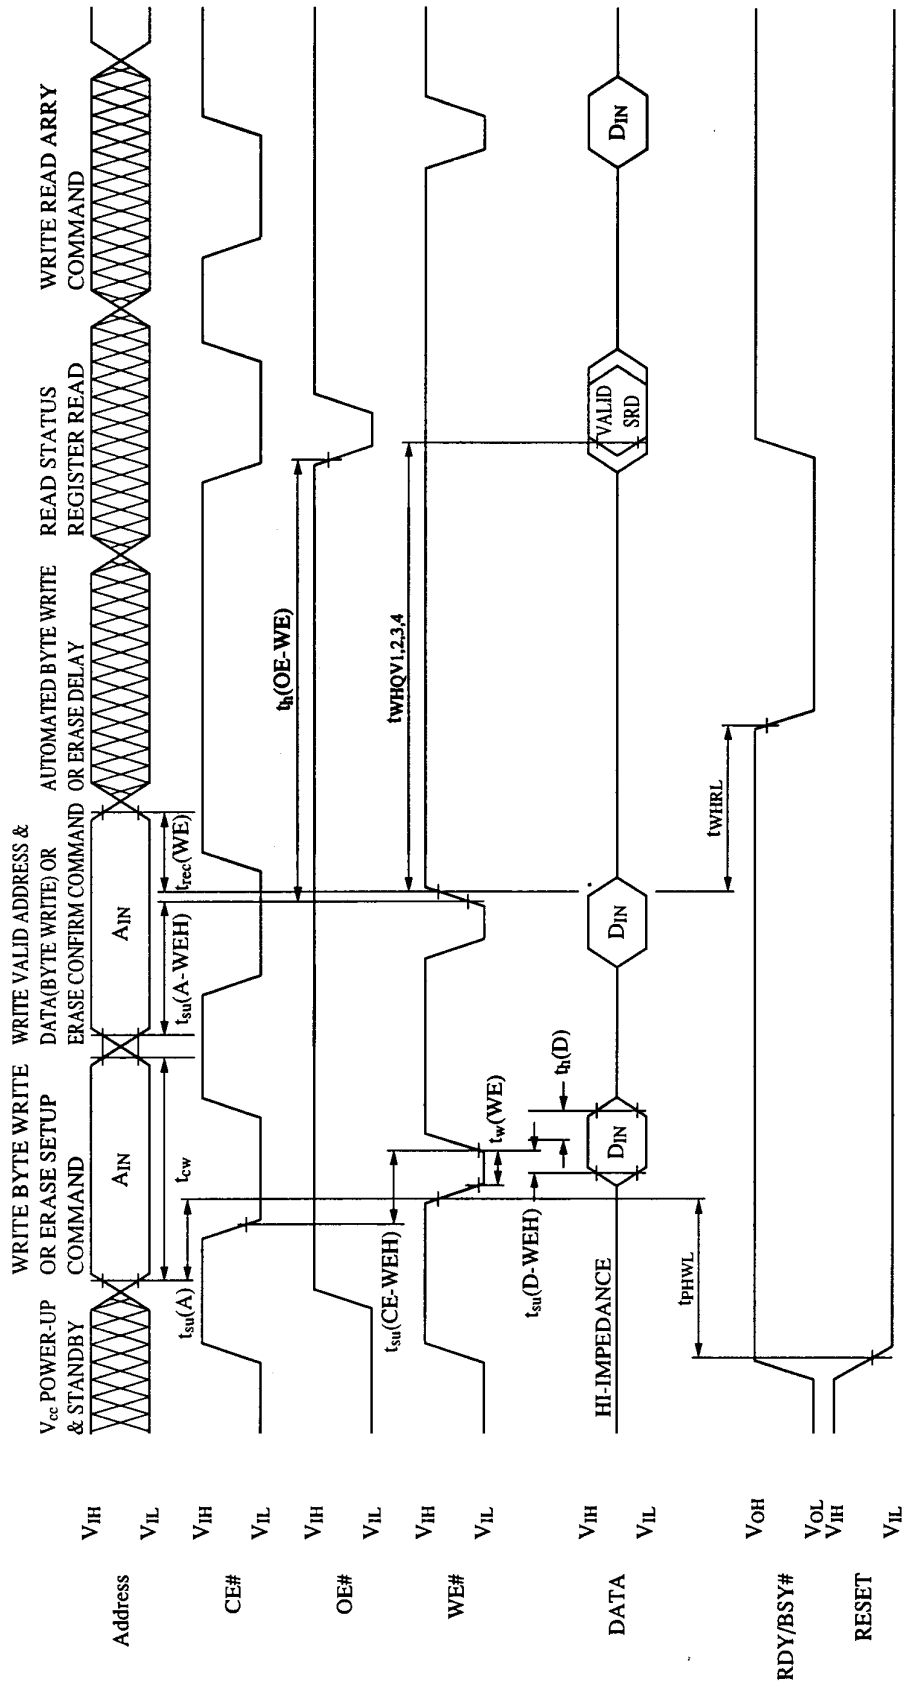 Vcc POWER-UP
& STANDBY
WRITE BYTE WRITE
OR ERASE SETUP
COMMAND
WRITE VALID ADDRESS &
DATA(BYTE WRITE) OR
ERASE CONFIRM COMMAND
AUTOMATED BYTE WRITE
OR ERASE DELAY
READ STATUS
REGISTER READ
WRITE READ ARRY
COMMAND
Address
VIH
VIL
AIN
AIN
tsu(A)
tcw
tsu(A-WEH)
trec(WE)
CE#
VIH
VIL
OE#
VIH
VIL
th(OE-WE)
tsu(CE-WEH)
tWHQV1,2,3,4
WE#
VIH
VIL
tw(WE)
tsu(D-WEH)
th(D)
DATA
VIH
VIL
HI-IMPEDANCE
DIN
DIN
VALID
SRD
DIN
tPHWL
tWHRL
RDY/BSY#
VOH
VOL
RESET
VIH
VIL